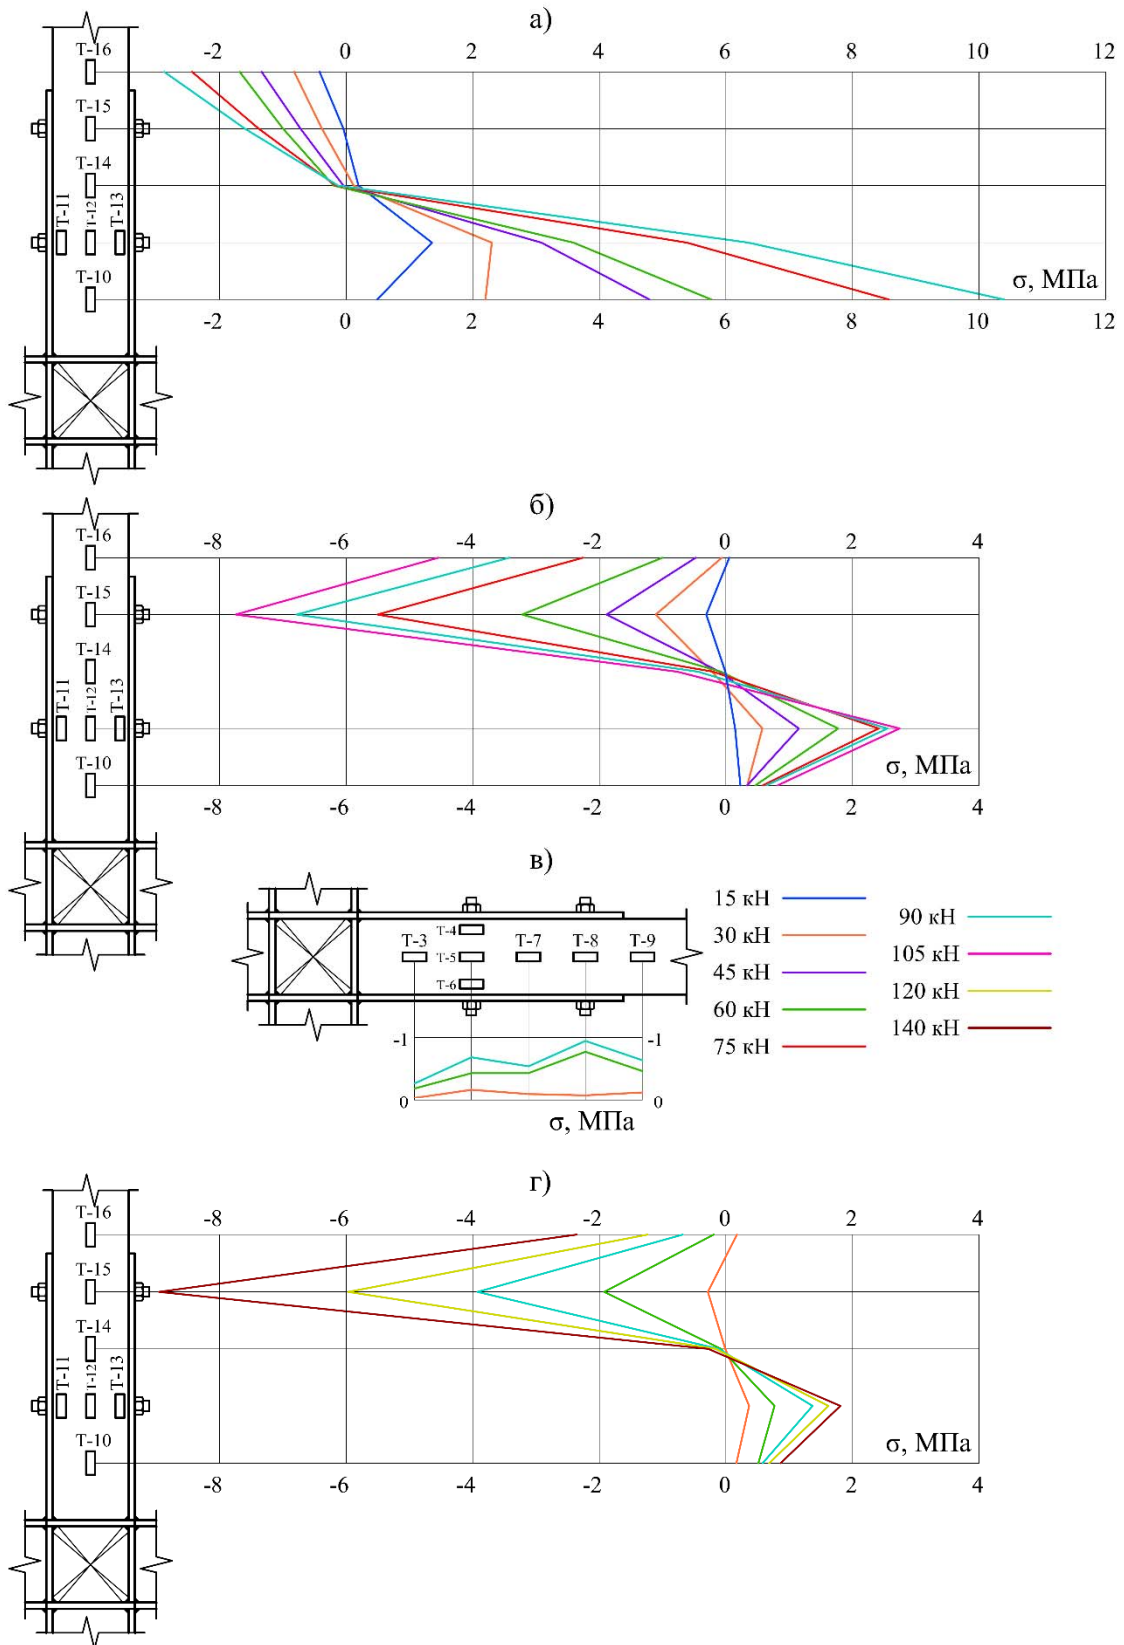 а)
-2 0 2 4 6 8 10 12
Т-16
Т-15
Т-14
Т-11 Т-12 Т-13
Т-10
σ, МПа
-2 0 2 4 6 8 10 12
б)
-8 -6 -4 -2 0 2 4
Т-16
Т-15
Т-14
Т-11 Т-12 Т-13
Т-10
σ, МПа
-8 -6 -4 -2 0 2 4
в)
Т-4
Т-3 Т-5 Т-7 Т-8 Т-9
Т-6
-1 -1
0 0
σ, МПа
15 кН
30 кН
45 кН
60 кН
75 кН
90 кН
105 кН
120 кН
140 кН
г)
-8 -6 -4 -2 0 2 4
Т-16
Т-15
Т-14
Т-11 Т-12 Т-13
Т-10
σ, МПа
-8 -6 -4 -2 0 2 4